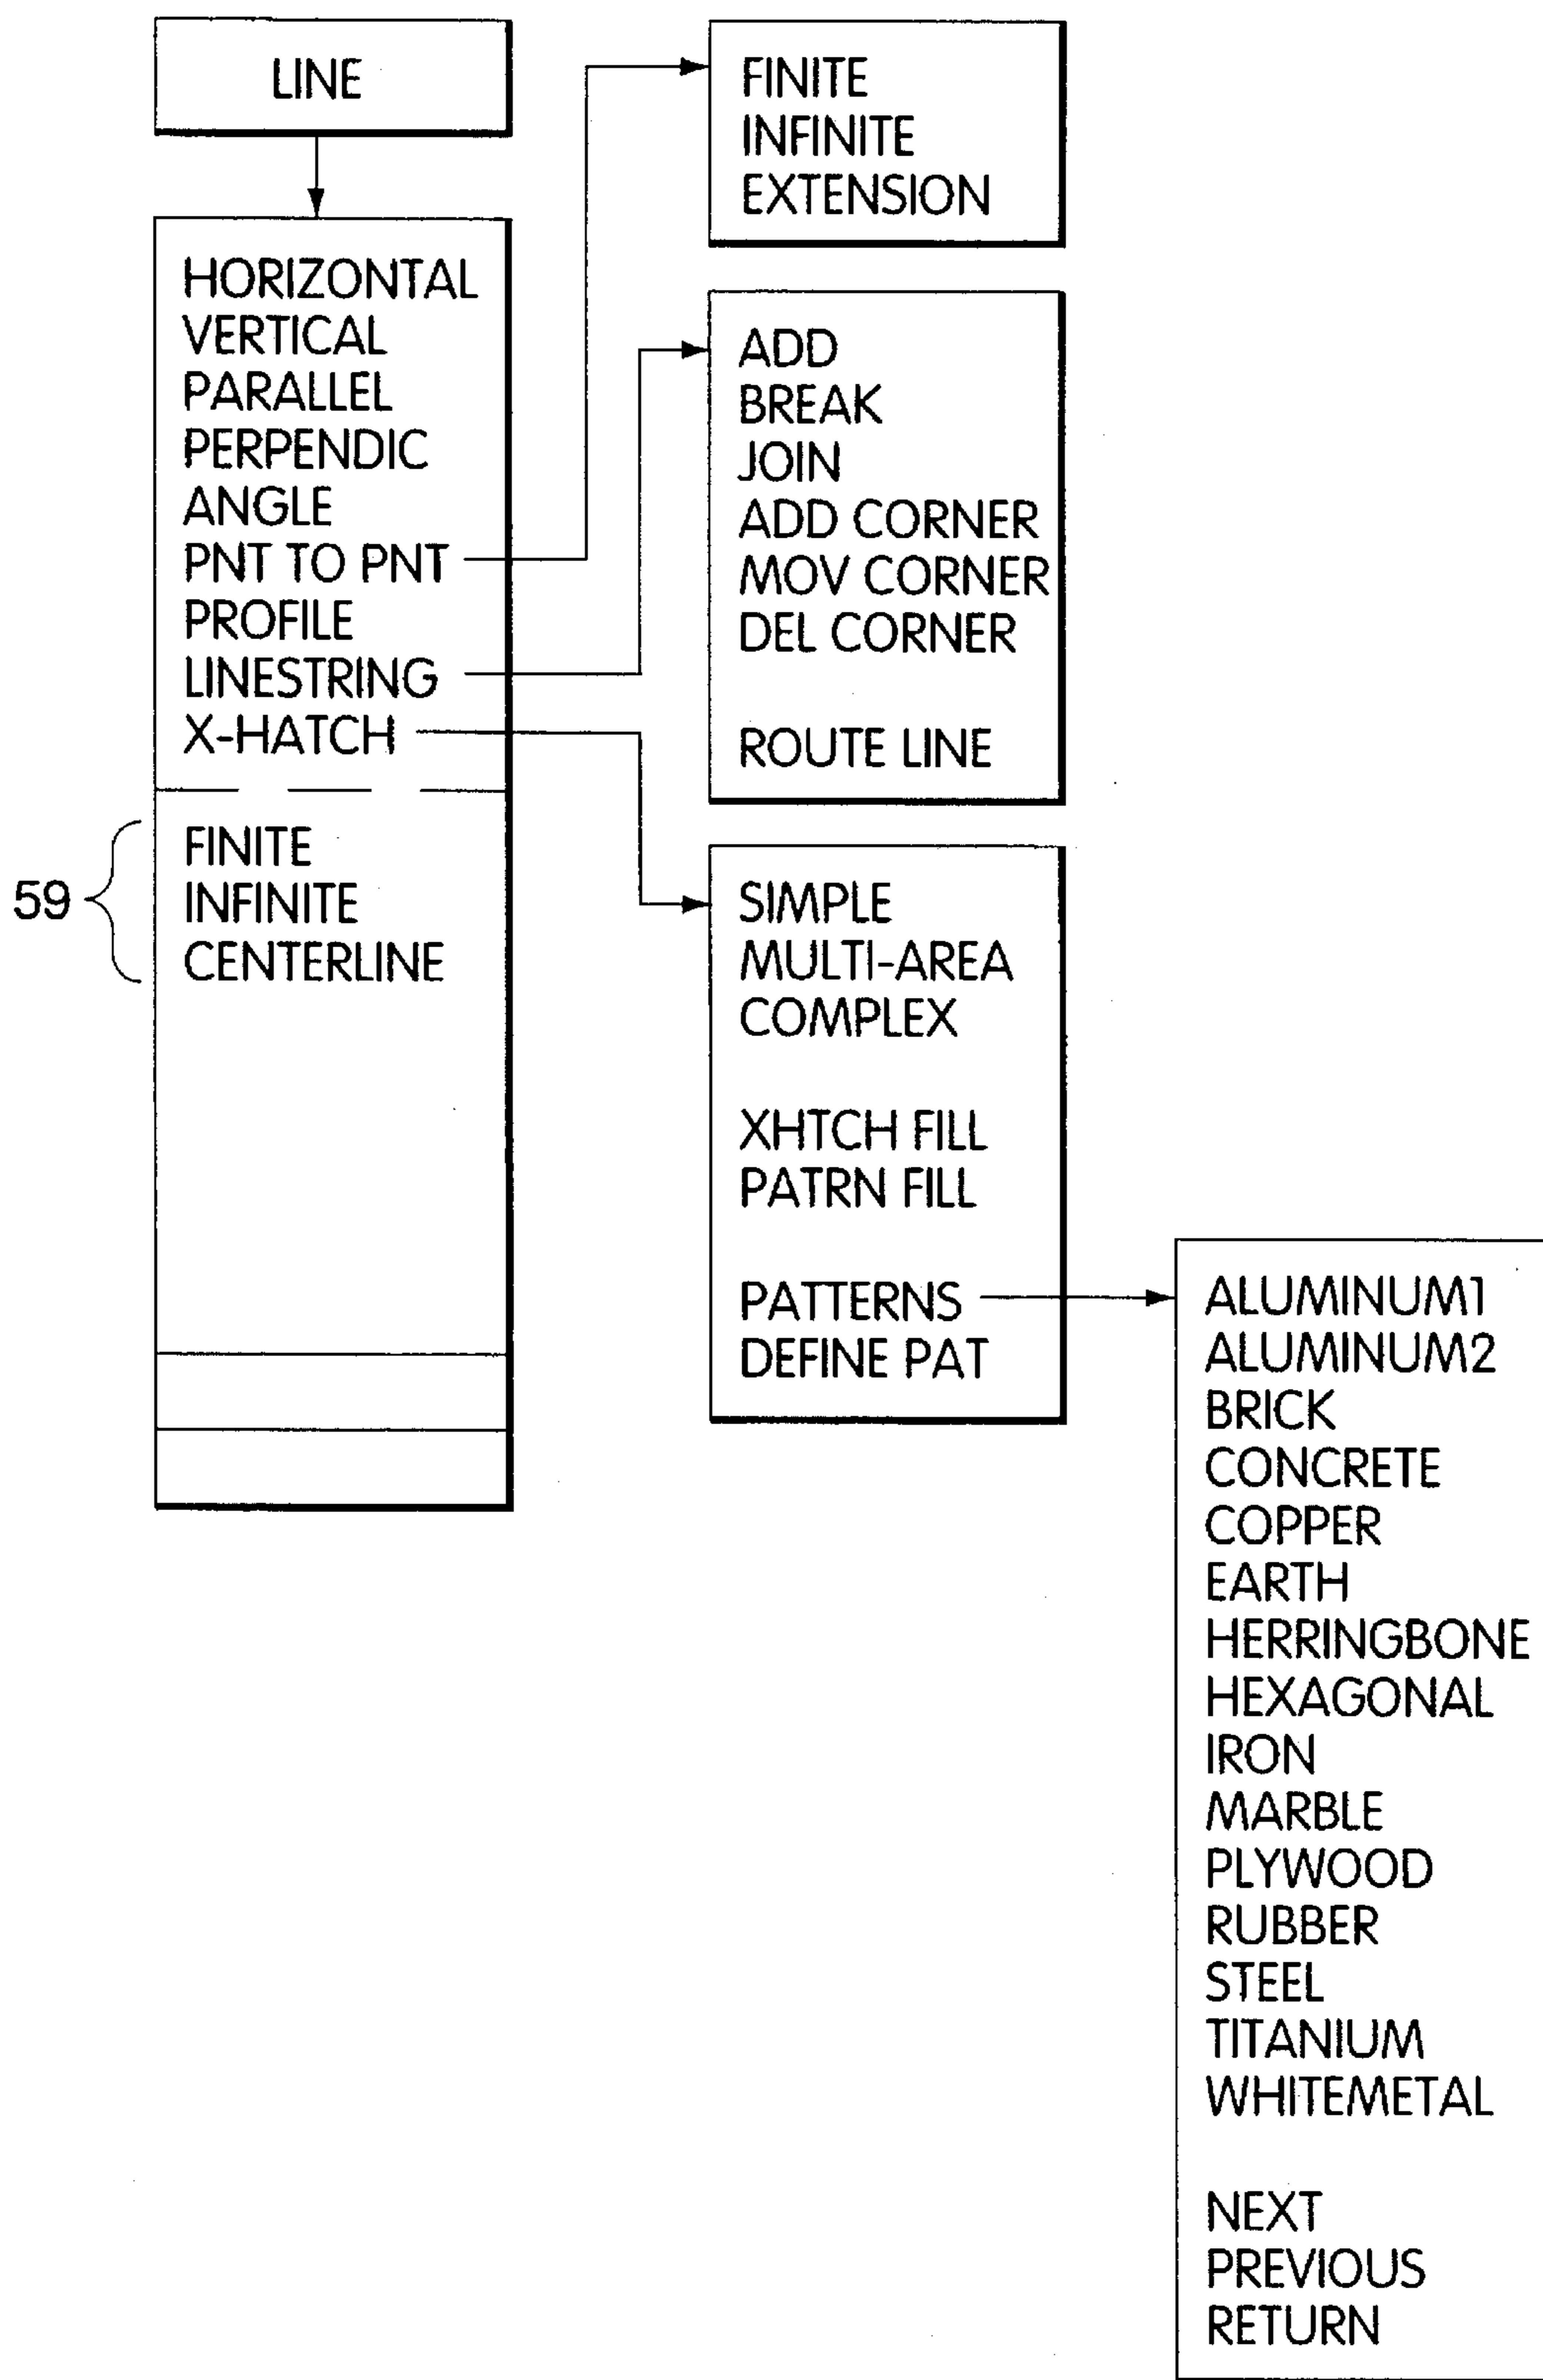 LINE
HORIZONTAL
VERTICAL
PARALLEL
PERPENDIC
ANGLE
PNT TO PNT
PROFILE
LINESTRING
X-HATCH
59
FINITE
INFINITE
CENTERLINE
FINITE
INFINITE
EXTENSION
ADD
BREAK
JOIN
ADD CORNER
MOV CORNER
DEL CORNER
ROUTE LINE
SIMPLE
MULTI-AREA
COMPLEX
XHTCH FILL
PATRN FILL
PATTERNS
DEFINE PAT
ALUMINUM1
ALUMINUM2
BRICK
CONCRETE
COPPER
EARTH
HERRINGBONE
HEXAGONAL
IRON
MARBLE
PLYWOOD
RUBBER
STEEL
TITANIUM
WHITEMETAL
NEXT
PREVIOUS
RETURN